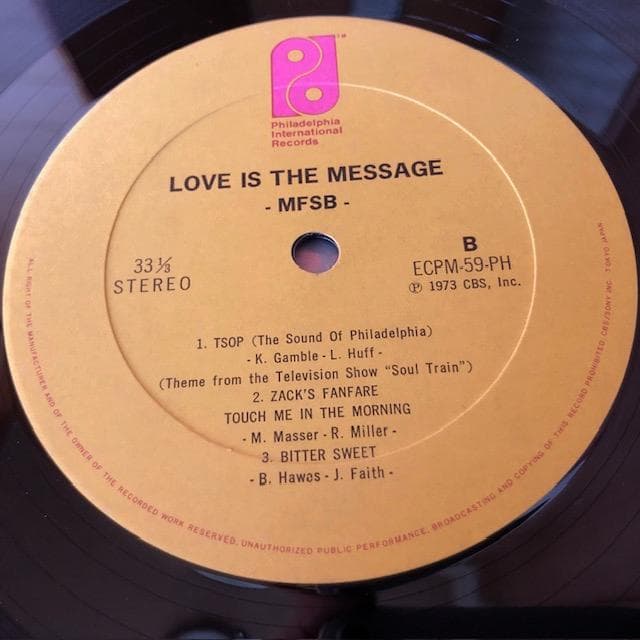 Philadelphia
International
Records
LOVE IS THE MESSAGE
- MFSB -
33⅓
STEREO
B
ECPM-59-PH
℗ 1973 CBS, Inc.
1. TSOP (The Sound Of Philadelphia)
- K. Gamble - L. Huff -
(Theme from the Television Show "Soul Train")
2. ZACK'S FANFARE
TOUCH ME IN THE MORNING
- M. Masser - R. Miller -
3. BITTER SWEET
- B. Hawes - J. Faith -
ALL RIGHT OF THE MANUFACTURER AND OF THE OWNER OF THE RECORDED WORK RESERVED. UNAUTHORIZED PUBLIC PERFORMANCE, BROADCASTING AND COPYING OF THIS RECORD PROHIBITED. CBS/SONY INC. TOKYO JAPAN